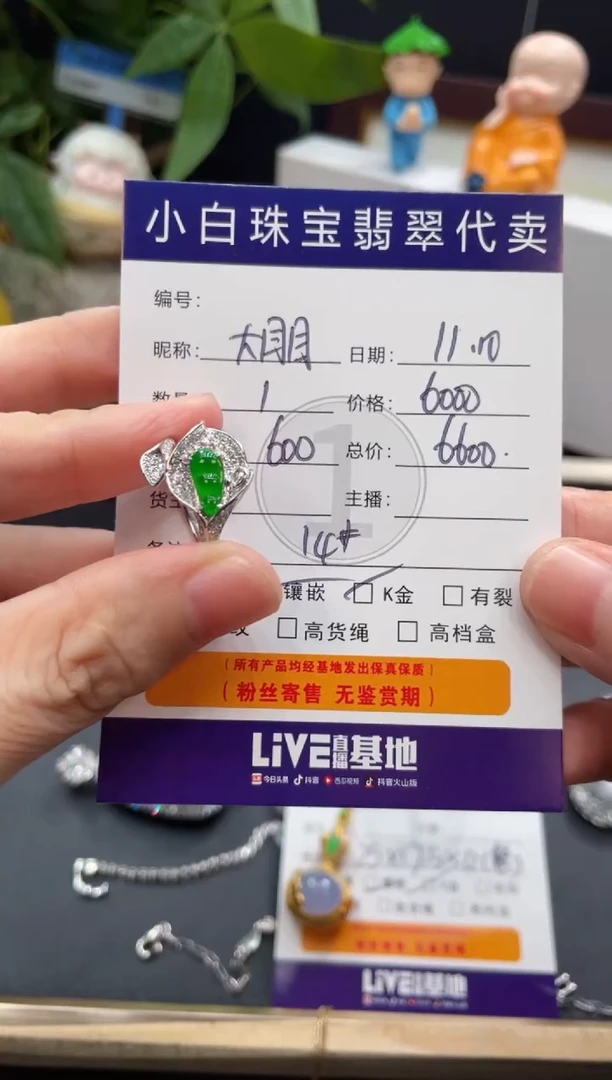 小白珠宝翡翠代卖
编号:
昵称: 大朋 日期: 11.10
数量 1 价格: 6000
600 总价: 6600.
货主 主播:
1
14#
镶嵌 K金 有裂
纹 高货绳 高档盒
(所有产品均经基地发出保真保质)
(粉丝寄售 无鉴赏期)
LiVE直播基地
今日头条 抖音 西瓜视频 抖音火山版
LiVE直播基地